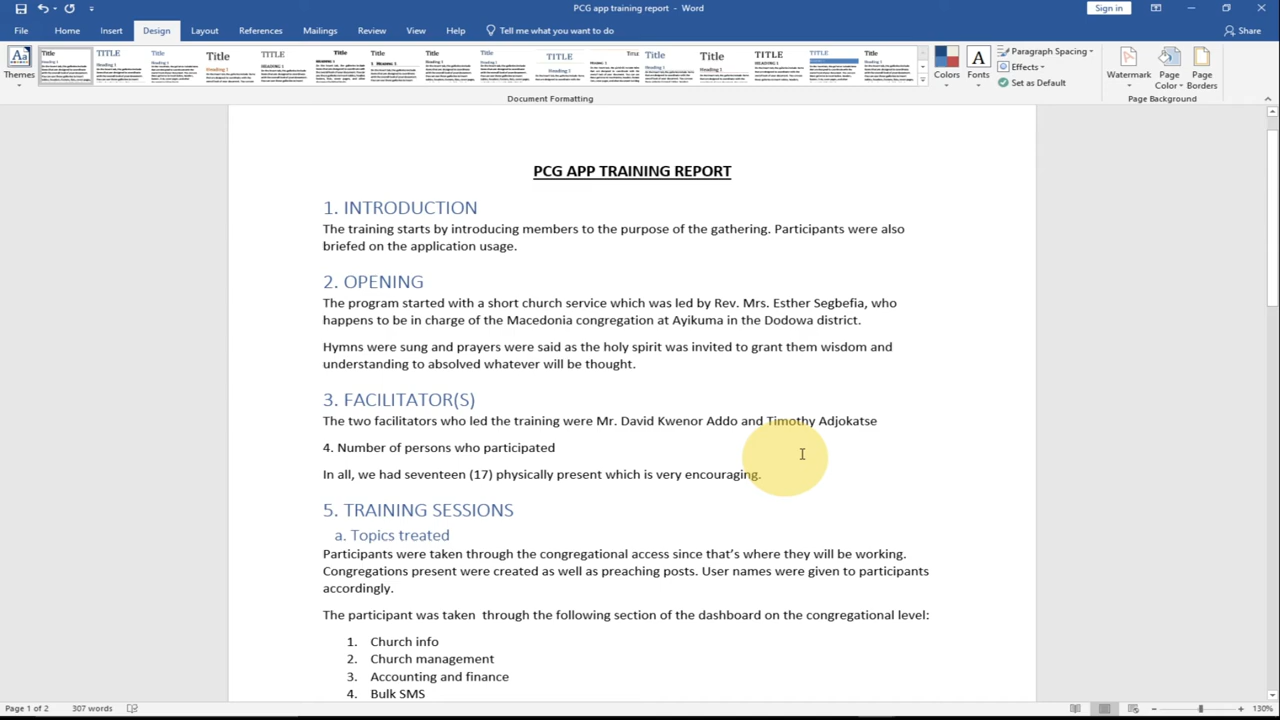 PCG app training report - Word
Sign in
File Home Insert Design Layout References Mailings Review View Help Tell me what you want to do Share
Themes
Colors Fonts Paragraph Spacing Effects Set as Default
Watermark Page Color Page Borders
Document Formatting Page Background
PCG APP TRAINING REPORT
1. INTRODUCTION
The training starts by introducing members to the purpose of the gathering. Participants were also
briefed on the application usage.
2. OPENING
The program started with a short church service which was led by Rev. Mrs. Esther Segbefia, who
happens to be in charge of the Macedonia congregation at Ayikuma in the Dodowa district.
Hymns were sung and prayers were said as the holy spirit was invited to grant them wisdom and
understanding to absolved whatever will be thought.
3. FACILITATOR(S)
The two facilitators who led the training were Mr. David Kwenor Addo and Timothy Adjokatse
4. Number of persons who participated
In all, we had seventeen (17) physically present which is very encouraging.
5. TRAINING SESSIONS
a. Topics treated
Participants were taken through the congregational access since that’s where they will be working.
Congregations present were created as well as preaching posts. User names were given to participants
accordingly.
The participant was taken  through the following section of the dashboard on the congregational level:
1. Church info
2. Church management
3. Accounting and finance
4. Bulk SMS
Page 1 of 2 307 words 130%